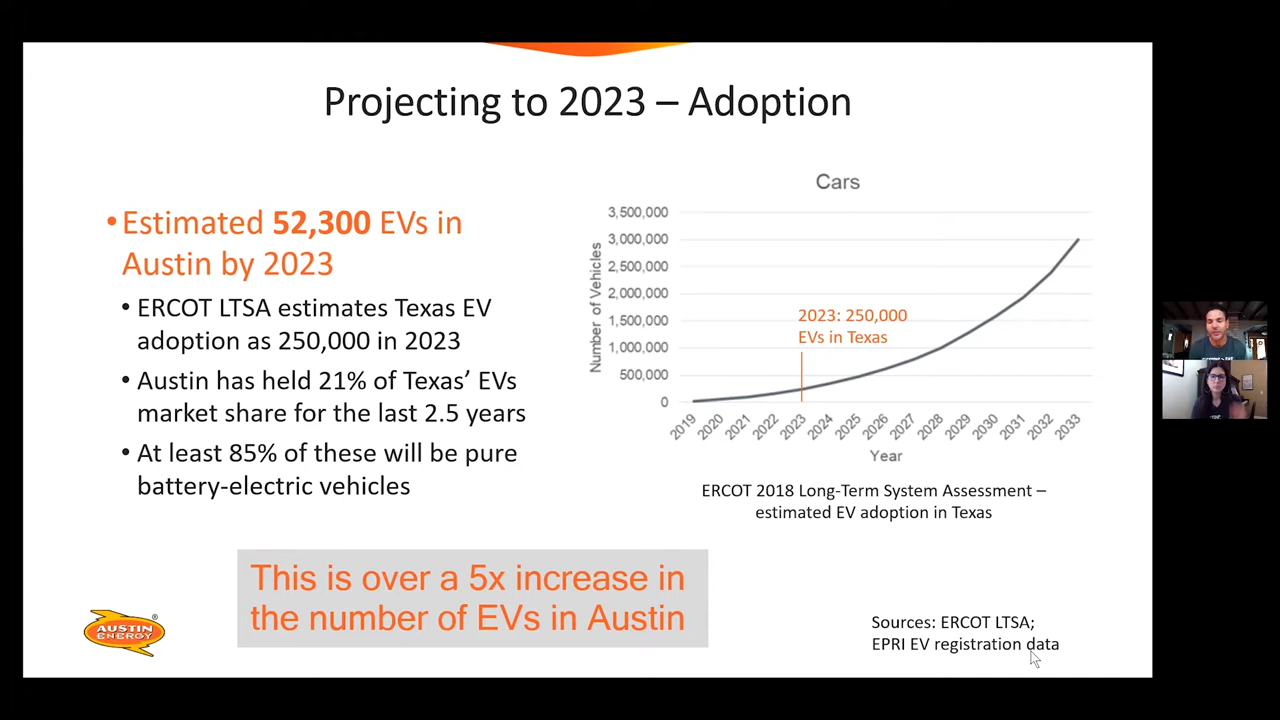 Projecting to 2023 – Adoption
•Estimated 52,300 EVs in
Austin by 2023
• ERCOT LTSA estimates Texas EV
adoption as 250,000 in 2023
• Austin has held 21% of Texas’ EVs
market share for the last 2.5 years
• At least 85% of these will be pure
battery-electric vehicles
Cars
Number of Vehicles
3,500,000
3,000,000
2,500,000
2,000,000
1,500,000
1,000,000
500,000
0
2023: 250,000
EVs in Texas
2019 2020 2021 2022 2023 2024 2025 2026 2027 2028 2029 2030 2031 2032 2033
Year
ERCOT 2018 Long-Term System Assessment –
estimated EV adoption in Texas
This is over a 5x increase in
the number of EVs in Austin
AUSTIN
ENERGY
®
Sources: ERCOT LTSA;
EPRI EV registration data